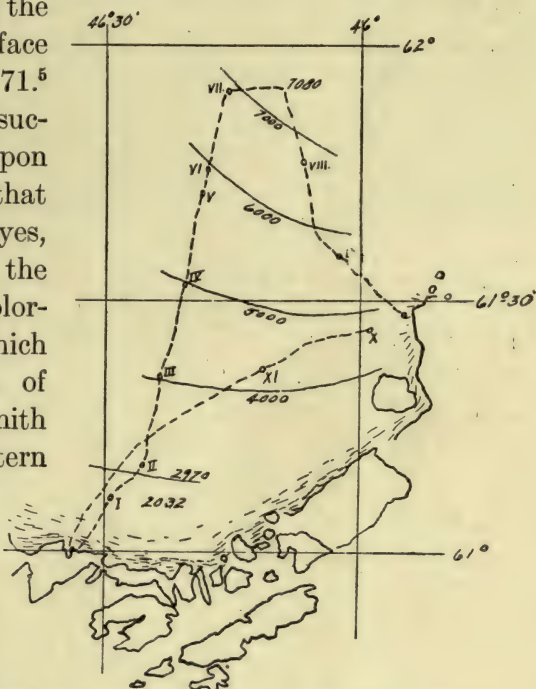 the
face
71.⁵
suc-
pon
that
yes,
the
olor-
hich
of
nith
tern
46°30'
46°
62°
VII.
7080
7000
VI
VIII.
V
6000
IV
61°30'
5000
X
III
XI
4000
II
2970
I
2032
61°